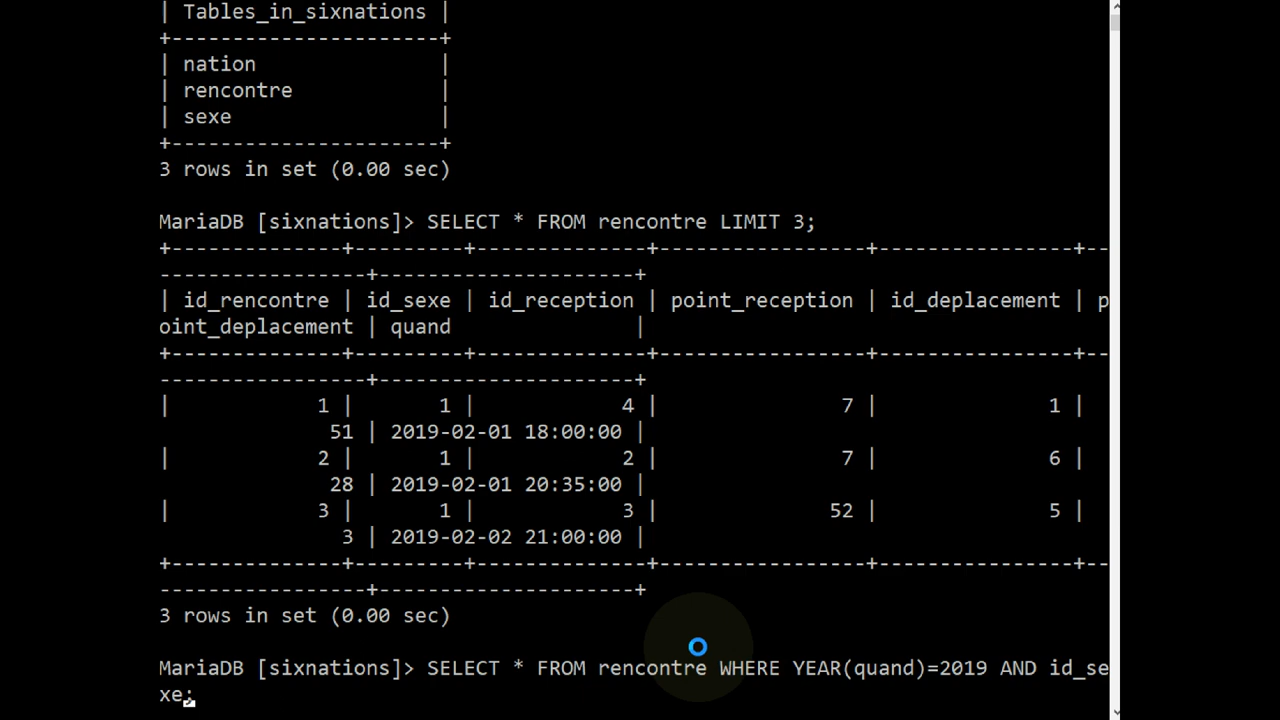 | Tables_in_sixnations |
+----------------------+
| nation               |
| rencontre            |
| sexe                 |
+----------------------+
3 rows in set (0.00 sec)

MariaDB [sixnations]> SELECT * FROM rencontre LIMIT 3;
+--------------+---------+--------------+-----------------+----------------+--
-----------------+---------------------+
| id_rencontre | id_sexe | id_reception | point_reception | id_deplacement | p
oint_deplacement | quand               |
+--------------+---------+--------------+-----------------+----------------+--
-----------------+---------------------+
|            1 |       1 |            4 |               7 |              1 |
              51 | 2019-02-01 18:00:00 |
|            2 |       1 |            2 |               7 |              6 |
              28 | 2019-02-01 20:35:00 |
|            3 |       1 |            3 |              52 |              5 |
               3 | 2019-02-02 21:00:00 |
+--------------+---------+--------------+-----------------+----------------+--
-----------------+---------------------+
3 rows in set (0.00 sec)

MariaDB [sixnations]> SELECT * FROM rencontre WHERE YEAR(quand)=2019 AND id_se
xe;